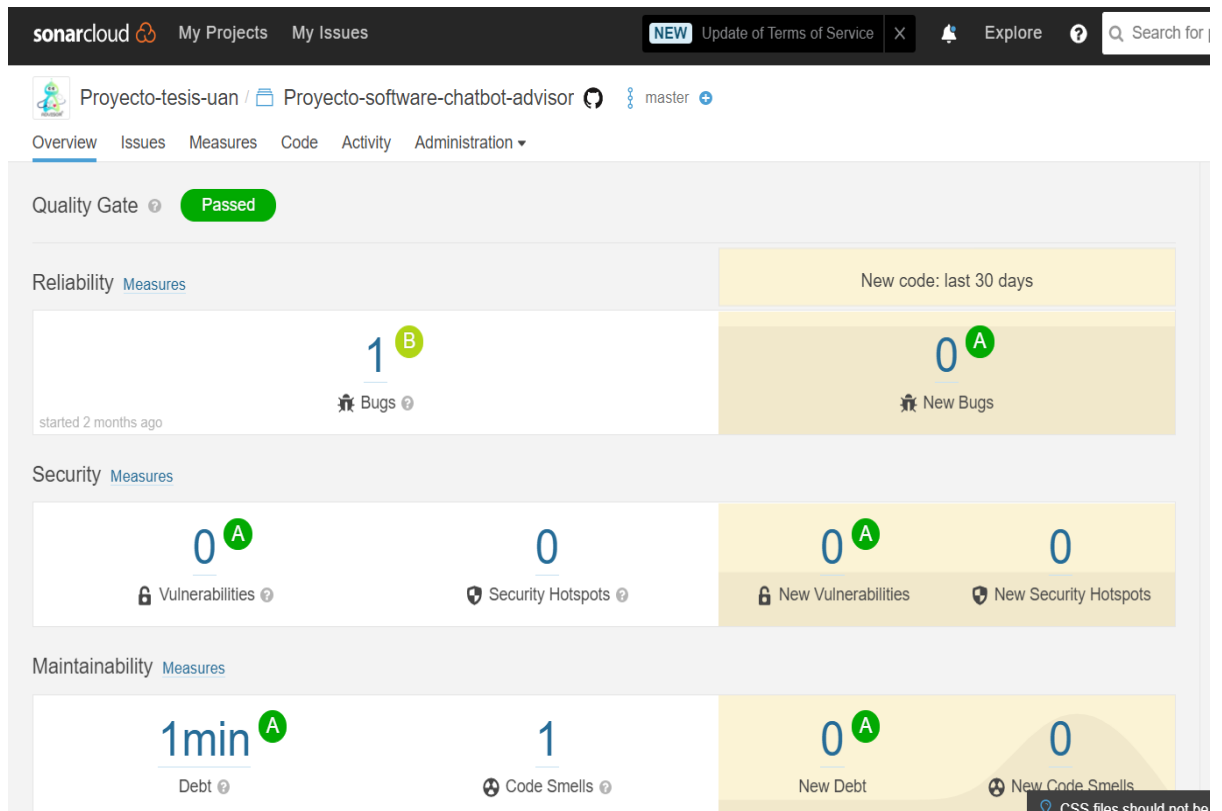 sonarcloud My Projects My Issues NEW Update of Terms of Service X Explore ? Search for
Proyecto-tesis-uan / Proyecto-software-chatbot-advisor master
Overview Issues Measures Code Activity Administration
Quality Gate ? Passed
Reliability Measures
New code: last 30 days
1 B
0 A
Bugs ?
New Bugs
started 2 months ago
Security Measures
0 A 0 0 A 0
Vulnerabilities ? Security Hotspots ? New Vulnerabilities New Security Hotspots
Maintainability Measures
1min A 1 0 A 0
Debt ? Code Smells ? New Debt New Code Smells
CSS files should not be